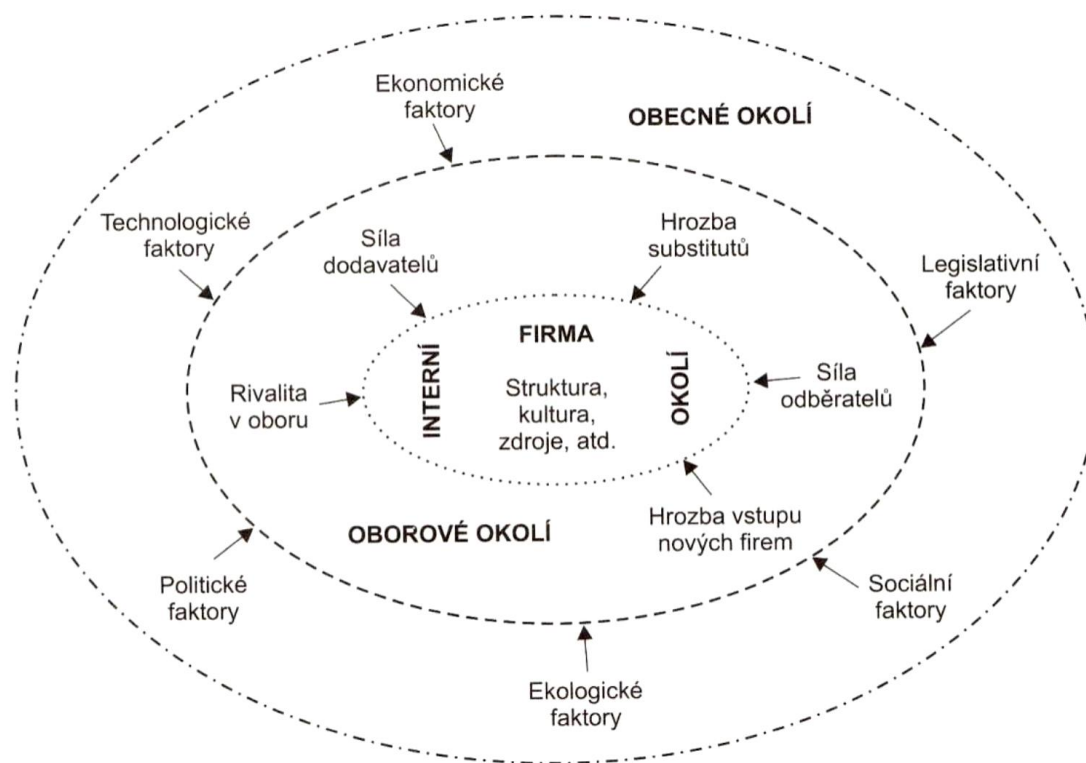 Ekonomické
faktory
OBECNÉ OKOLÍ
Technologické
faktory
Síla
dodavatelů
Hrozba
substitutů
Legislativní
faktory
FIRMA
INTERNÍ
OKOLÍ
Struktura,
kultura,
zdroje, atd.
Rivalita
v oboru
Síla
odběratelů
OBOROVÉ OKOLÍ
Hrozba vstupu
nových firem
Politické
faktory
Sociální
faktory
Ekologické
faktory